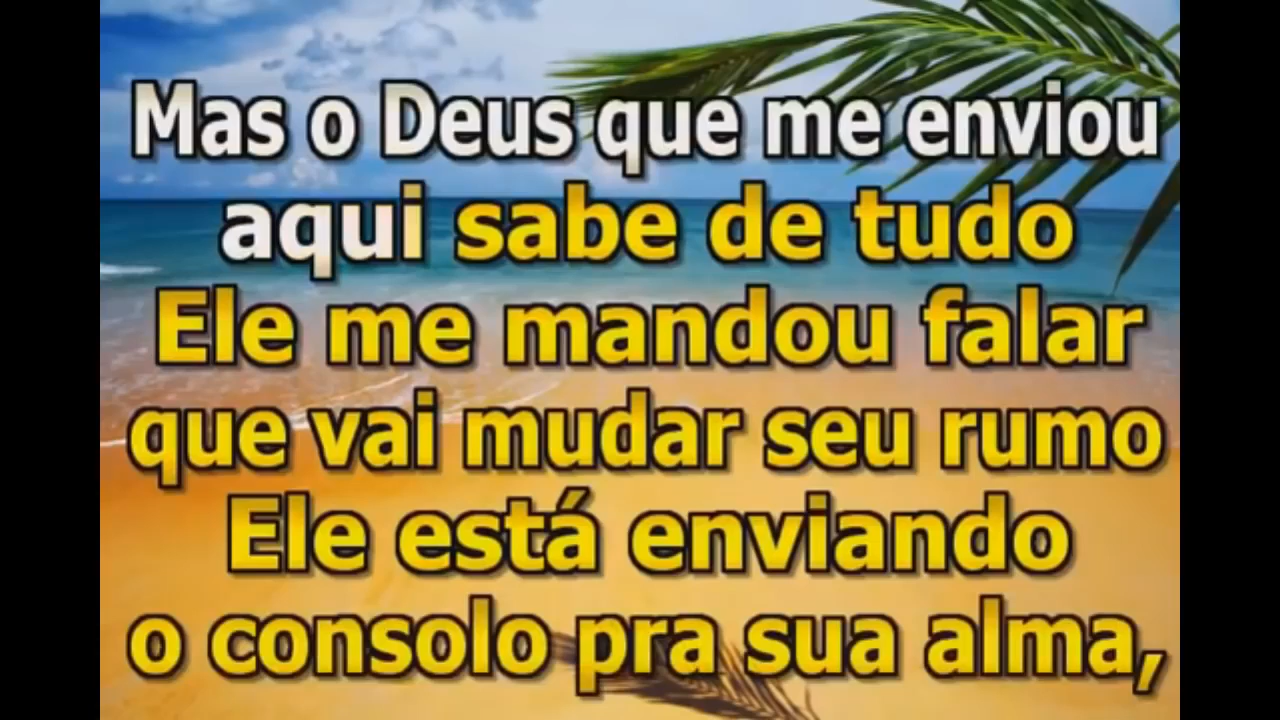 Mas o Deus que me enviou
aqui sabe de tudo
Ele me mandou falar
que vai mudar seu rumo
Ele está enviando
o consolo pra sua alma,